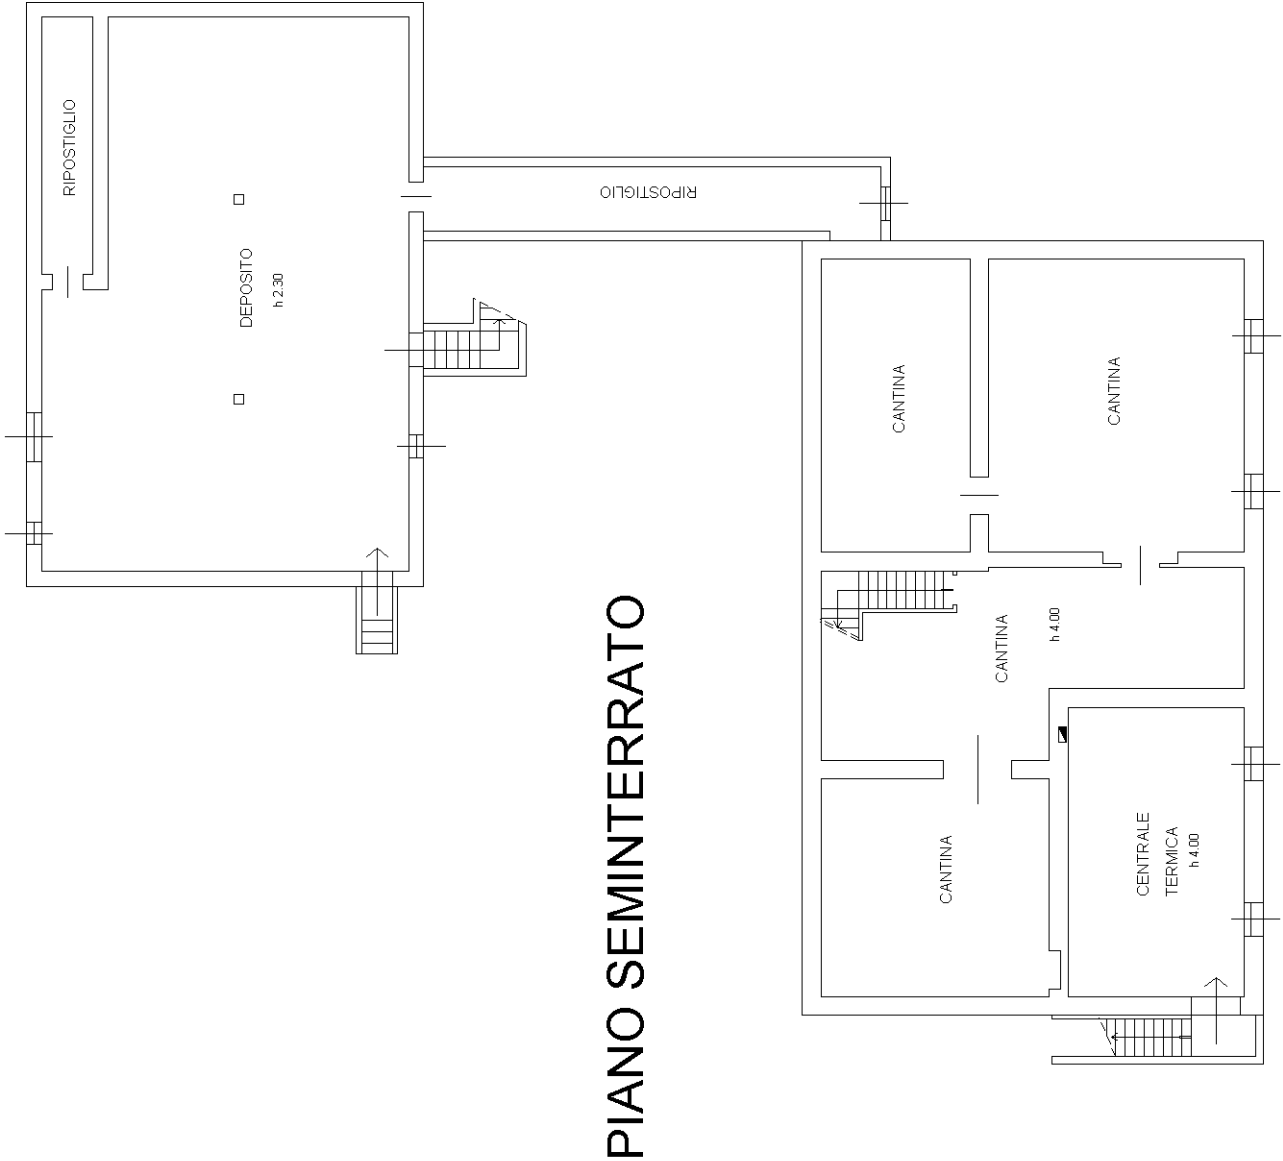 RIPOSTIGLIO
DEPOSITO
h 2.30
RIPOSTIGLIO
PIANO SEMINTERRATO
CANTINA
CANTINA
CANTINA
h 4.00
CANTINA
CENTRALE
TERMICA
h 4.00